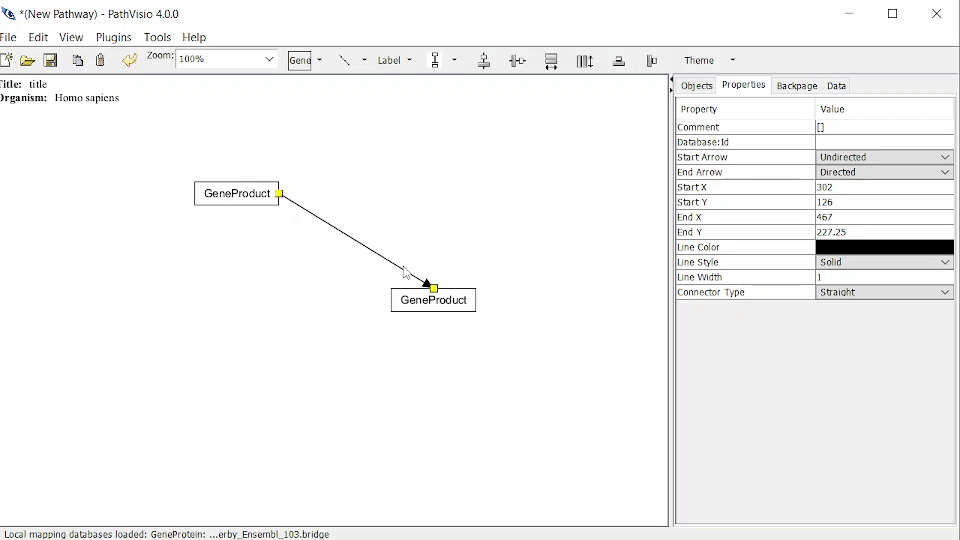 *(New Pathway) - PathVisio 4.0.0
File Edit View Plugins Tools Help
Zoom: 100% Gene Label Theme
Title: title
Organism: Homo sapiens
GeneProduct
GeneProduct
Objects Properties Backpage Data
Property Value
Comment []
Database:Id
Start Arrow Undirected
End Arrow Directed
Start X 302
Start Y 126
End X 467
End Y 227.25
Line Color
Line Style Solid
Line Width 1
Connector Type Straight
Local mapping databases loaded: GeneProtein: ...erby_Ensembl_103.bridge